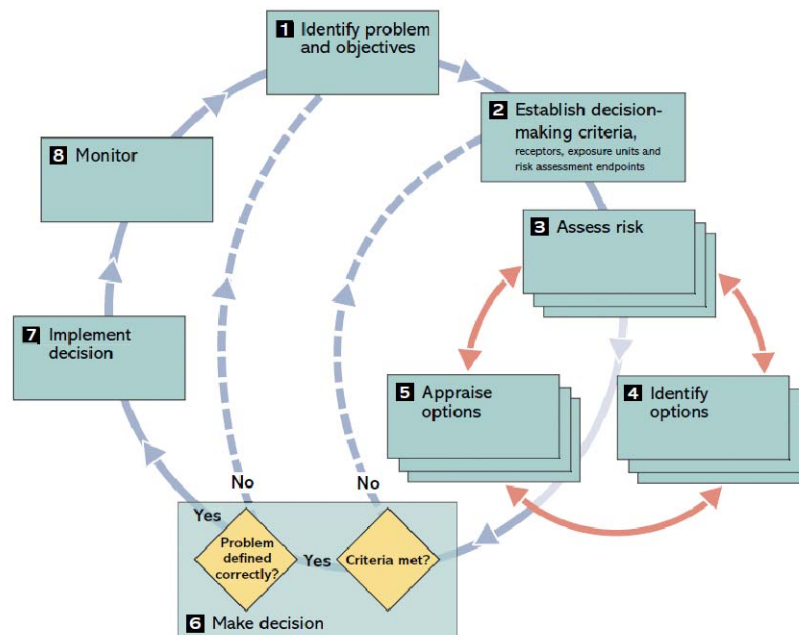 1 Identify problem
and objectives
2 Establish decision-
making criteria,
receptors, exposure units and
risk assessment endpoints
8 Monitor
3 Assess risk
7 Implement
decision
5 Appraise
options
4 Identify
options
No
No
Yes
Problem
defined
correctly?
Yes
Criteria met?
6 Make decision